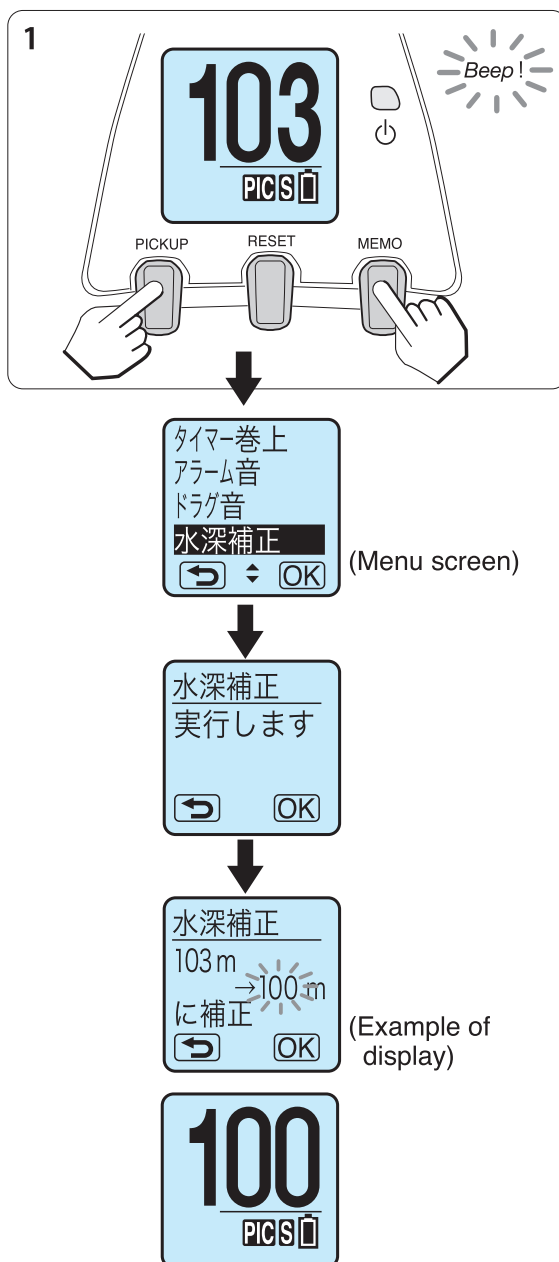 1
Beep !
103
PIC S
PICKUP RESET MEMO
タイマー巻上
アラーム音
ドラグ音
水深補正
OK
(Menu screen)
水深補正
実行します
OK
水深補正
103 m
→100 m
に補正
OK
(Example of
display)
100
PIC S